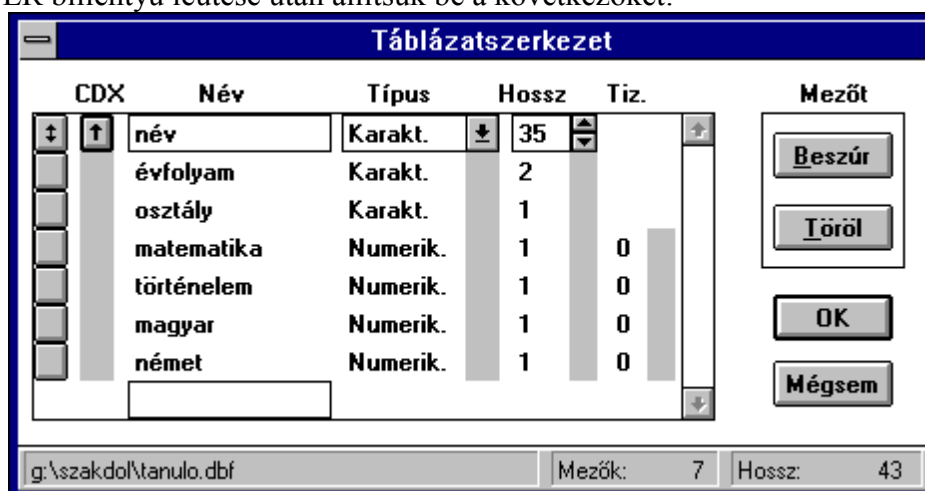 ER billentyű leütése után állítsuk be a következőket:
Táblázatszerkezet
CDX Név Típus Hossz Tiz. Mezőt
név Karakt. 35
évfolyam Karakt. 2
osztály Karakt. 1
matematika Numerik. 1 0
történelem Numerik. 1 0
magyar Numerik. 1 0
német Numerik. 1 0
Beszúr
Töröl
OK
Mégsem
g:\szakdol\tanulo.dbf Mezők: 7 Hossz: 43